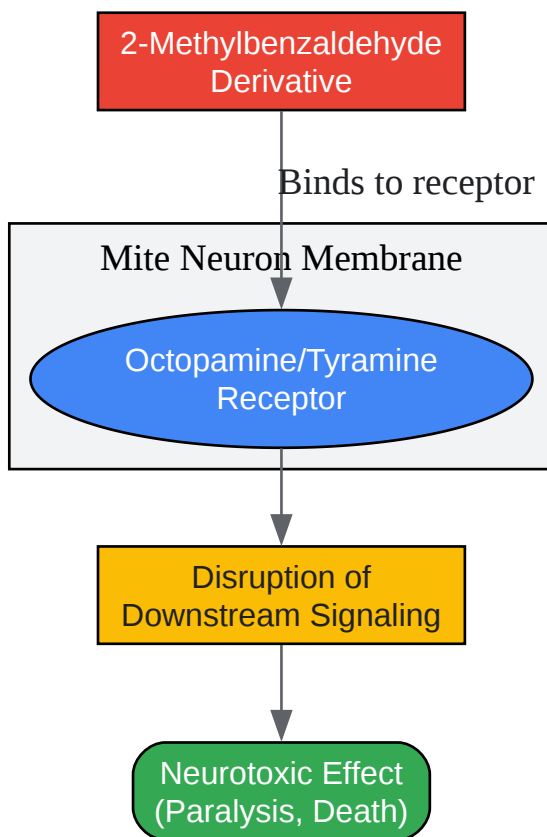 2-Methylbenzaldehyde
Derivative
Binds to receptor
Mite Neuron Membrane
Octopamine/Tyramine
Receptor
Disruption of
Downstream Signaling
Neurotoxic Effect
(Paralysis, Death)